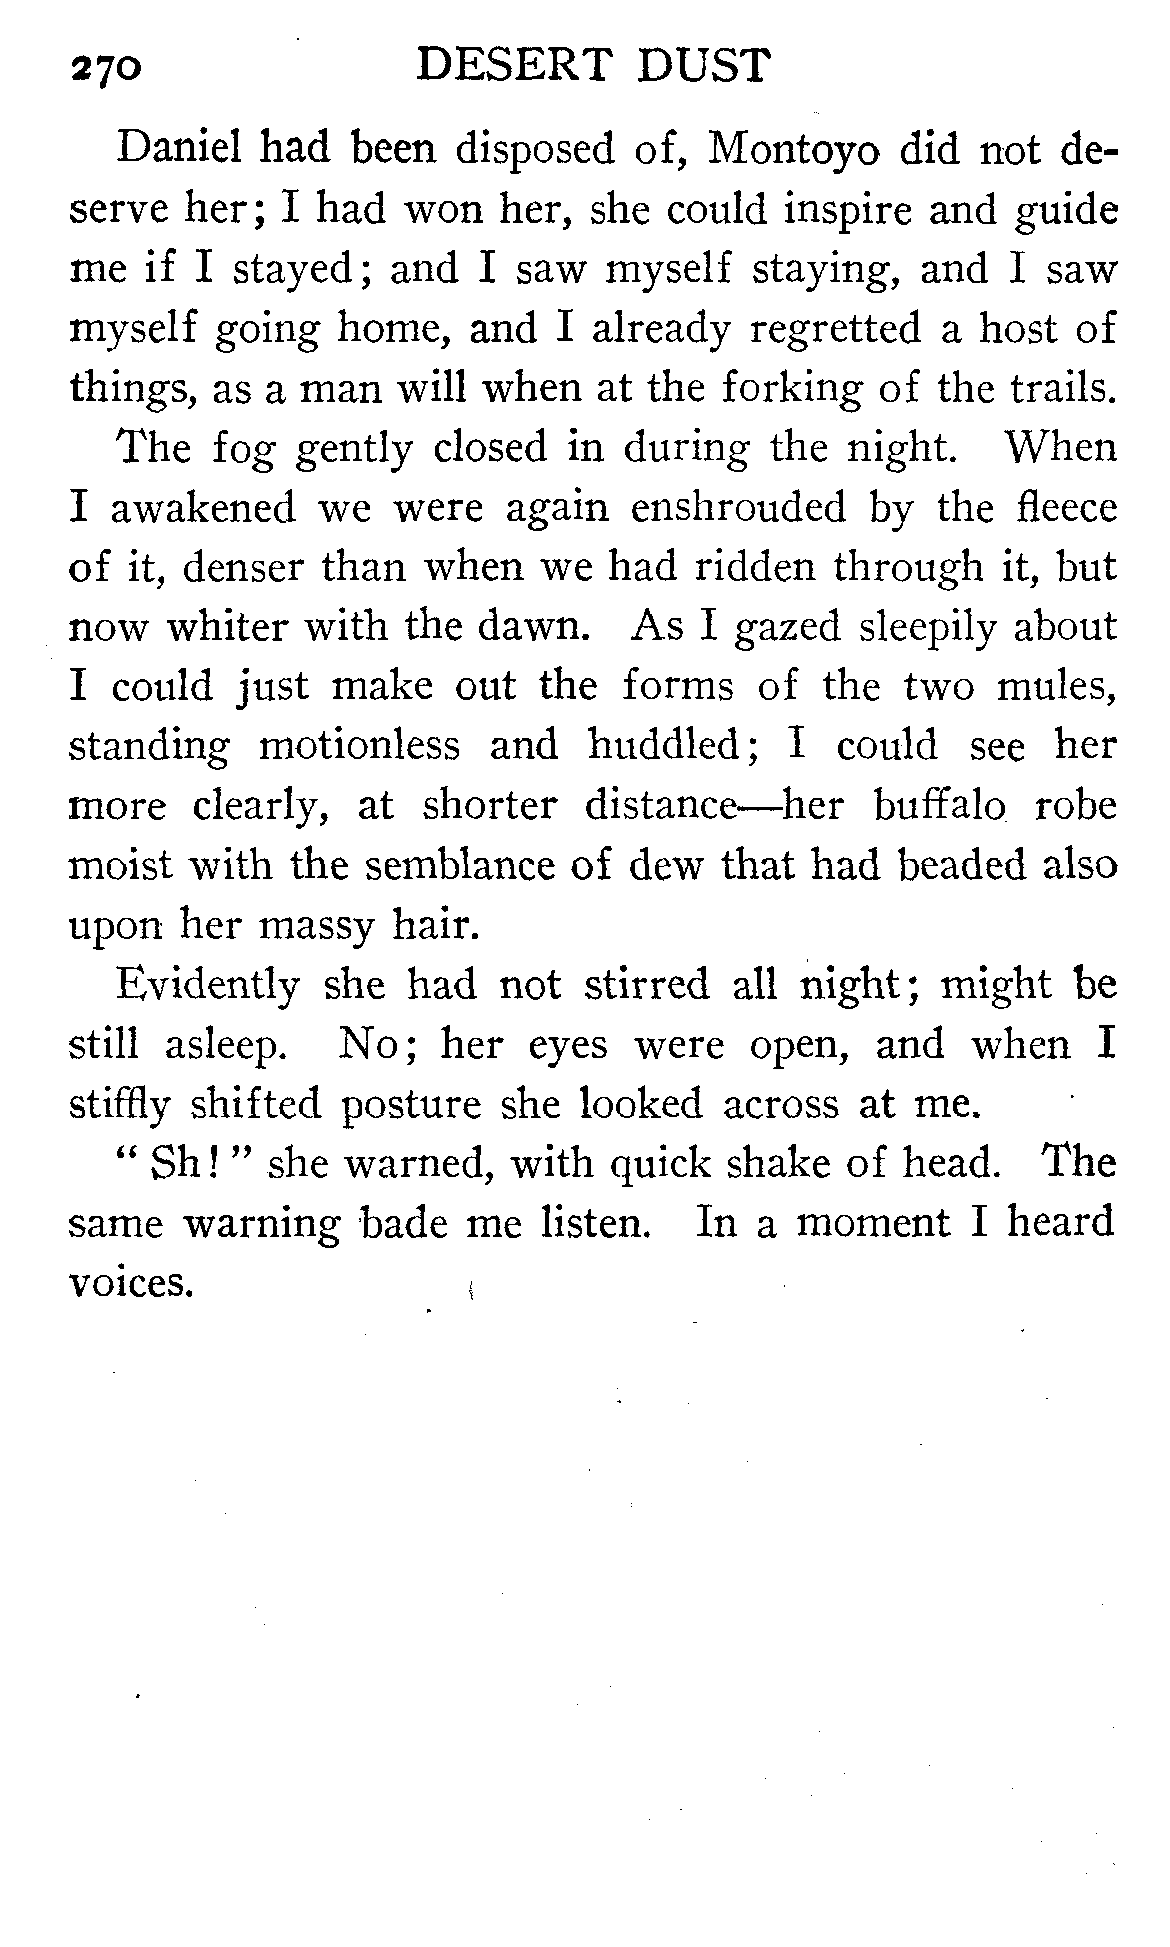 270 DESERT DUST
Daniel had been disposed of, Montoyo did not de-
serve her; I had won her, she could inspire and guide
me if I stayed; and I saw myself staying, and I saw
myself going home, and I already regretted a host of
things, as a man will when at the forking of the trails.
The fog gently closed in during the night. When
I awakened we were again enshrouded by the fleece
of it, denser than when we had ridden through it, but
now whiter with the dawn. As I gazed sleepily about
I could just make out the forms of the two mules,
standing motionless and huddled; I could see her
more clearly, at shorter distance—her buffalo robe
moist with the semblance of dew that had beaded also
upon her massy hair.
Evidently she had not stirred all night; might be
still asleep. No; her eyes were open, and when I
stiffly shifted posture she looked across at me.
“ Sh! ” she warned, with quick shake of head. The
same warning bade me listen. In a moment I heard
voices.